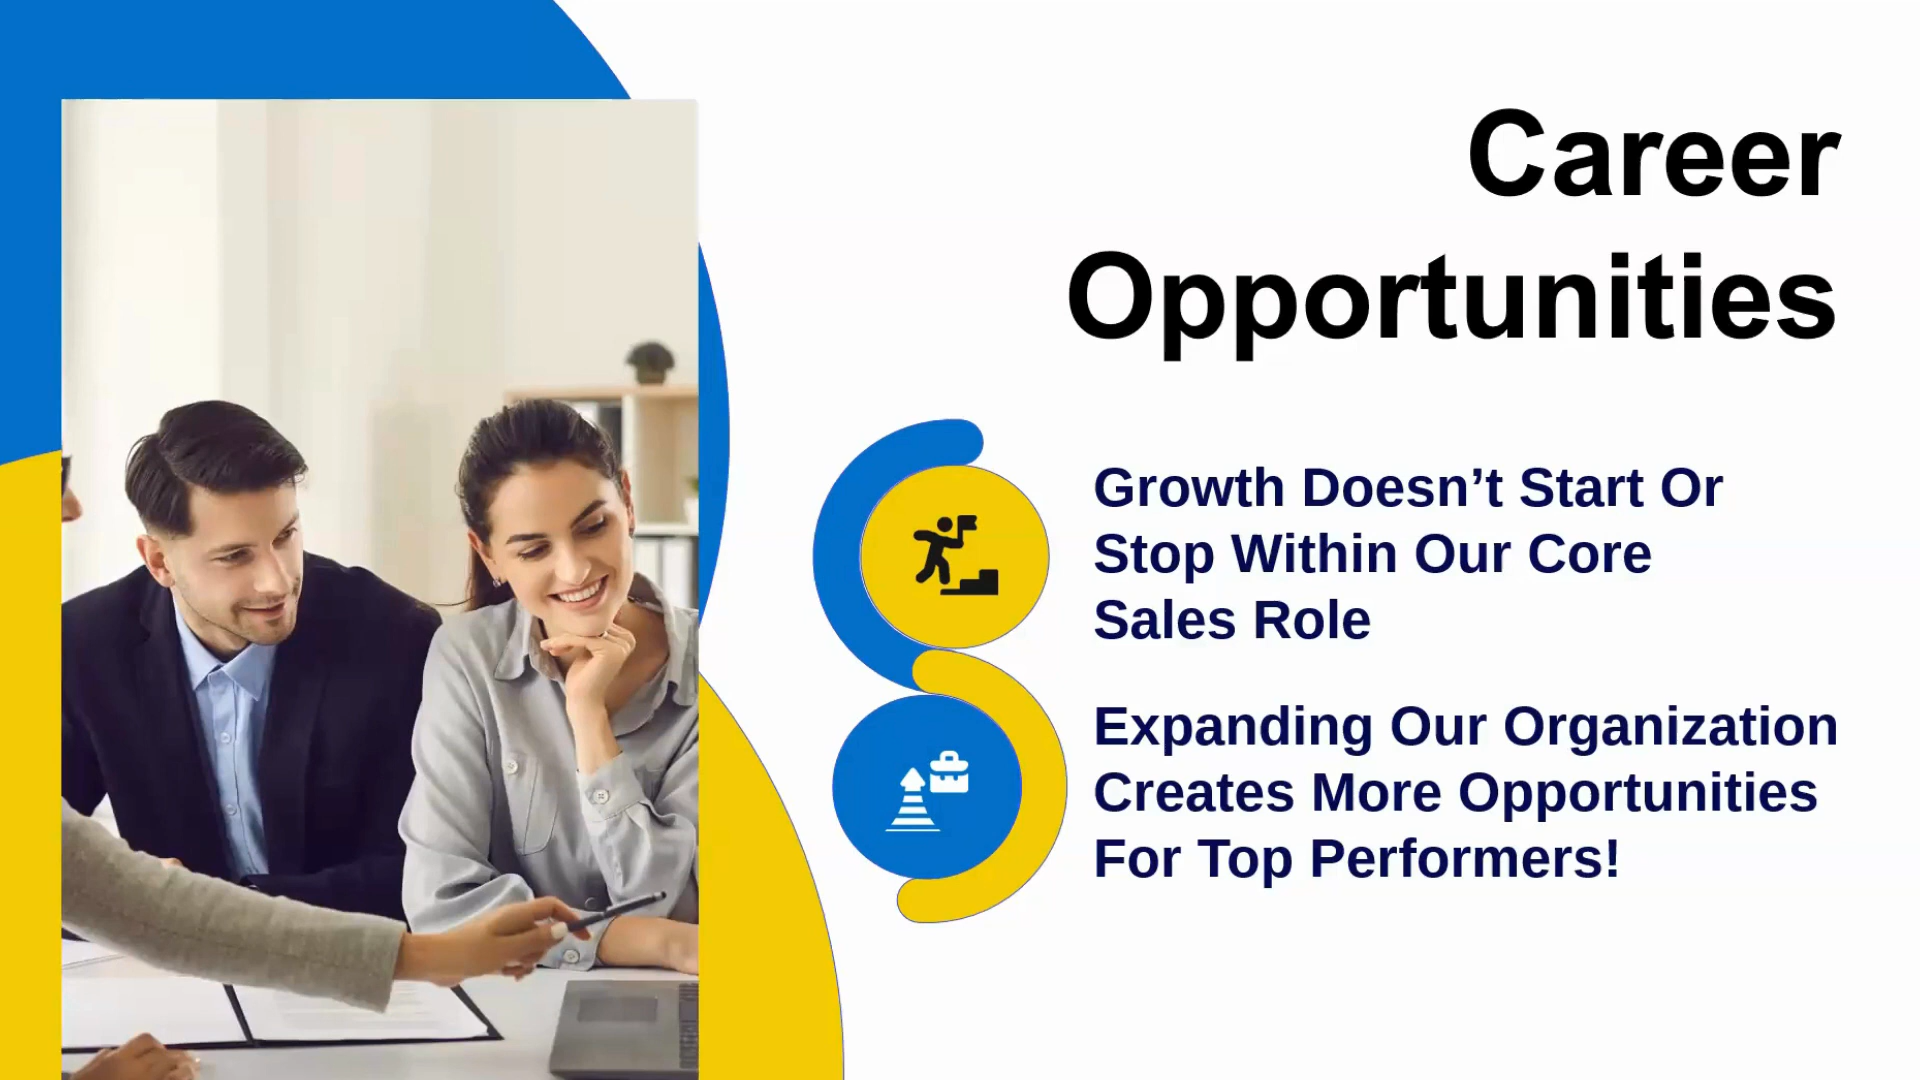 Career
Opportunities
Growth Doesn’t Start Or
Stop Within Our Core
Sales Role
Expanding Our Organization
Creates More Opportunities
For Top Performers!